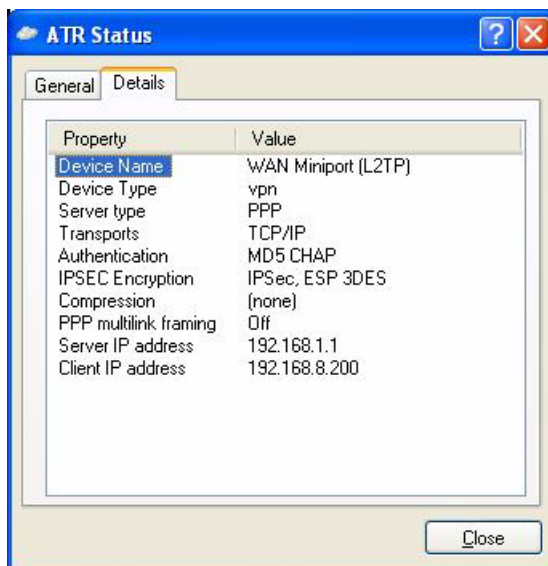 ATR Status
General Details
Property Value
Device Name WAN Miniport (L2TP)
Device Type vpn
Server type PPP
Transports TCP/IP
Authentication MD5 CHAP
IPSEC Encryption IPSec, ESP 3DES
Compression (none)
PPP multilink framing Off
Server IP address 192.168.1.1
Client IP address 192.168.8.200
Close